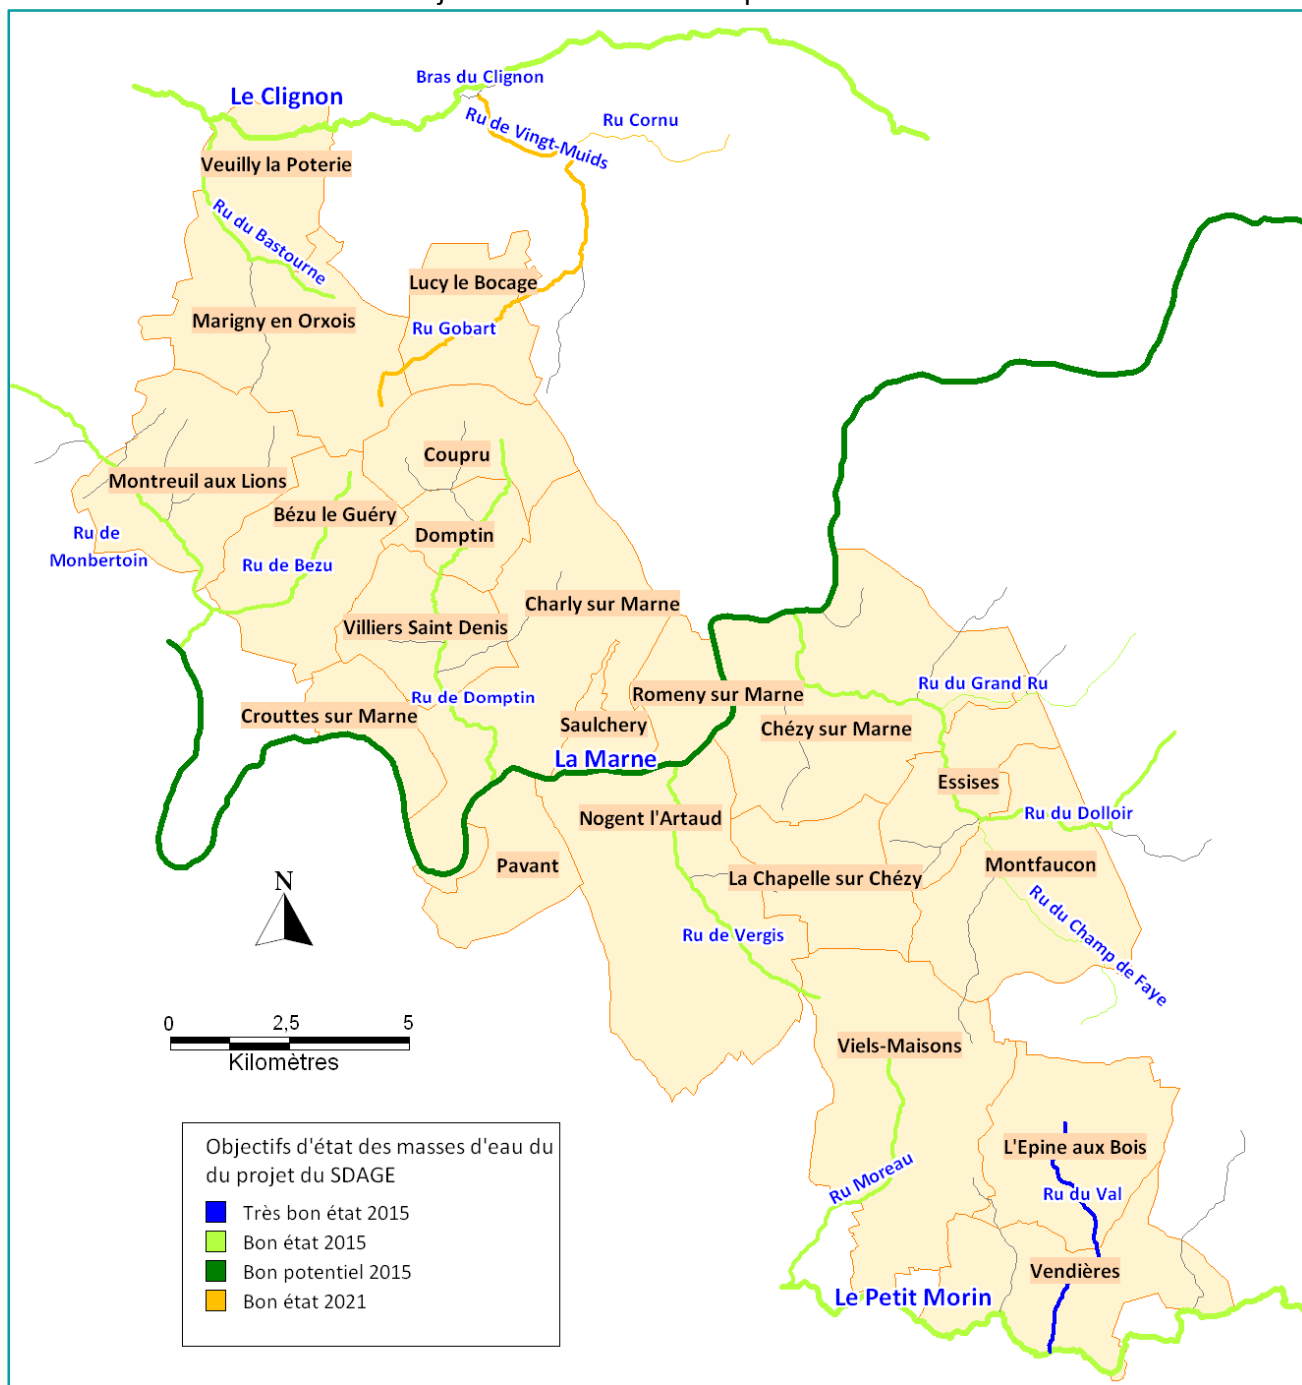 Bras du Clignon
Le Clignon
Ru de Vingt-Muids
Ru Cornu
Veuilly la Poterie
Ru du Bastourne
Lucy le Bocage
Marigny en Orxois
Ru Gobart
Coupru
Montreuil aux Lions
Bézu le Guéry
Domptin
Ru de
Monbertoin
Ru de Bezu
Charly sur Marne
Villiers Saint Denis
Ru du Grand Ru
Romeny sur Marne
Ru de Domptin
Crouttes sur Marne
Saulchery
Chézy sur Marne
La Marne
Essises
Nogent l'Artaud
Ru du Dolloir
Pavant
La Chapelle sur Chézy
Montfaucon
N
Ru du Champ de Faye
Ru de Vergis
0 2,5 5
Kilomètres
Viels-Maisons
Objectifs d'état des masses d'eau du
du projet du SDAGE
Très bon état 2015
Bon état 2015
Bon potentiel 2015
Bon état 2021
L'Epine aux Bois
Ru Moreau
Ru du Val
Vendières
Le Petit Morin